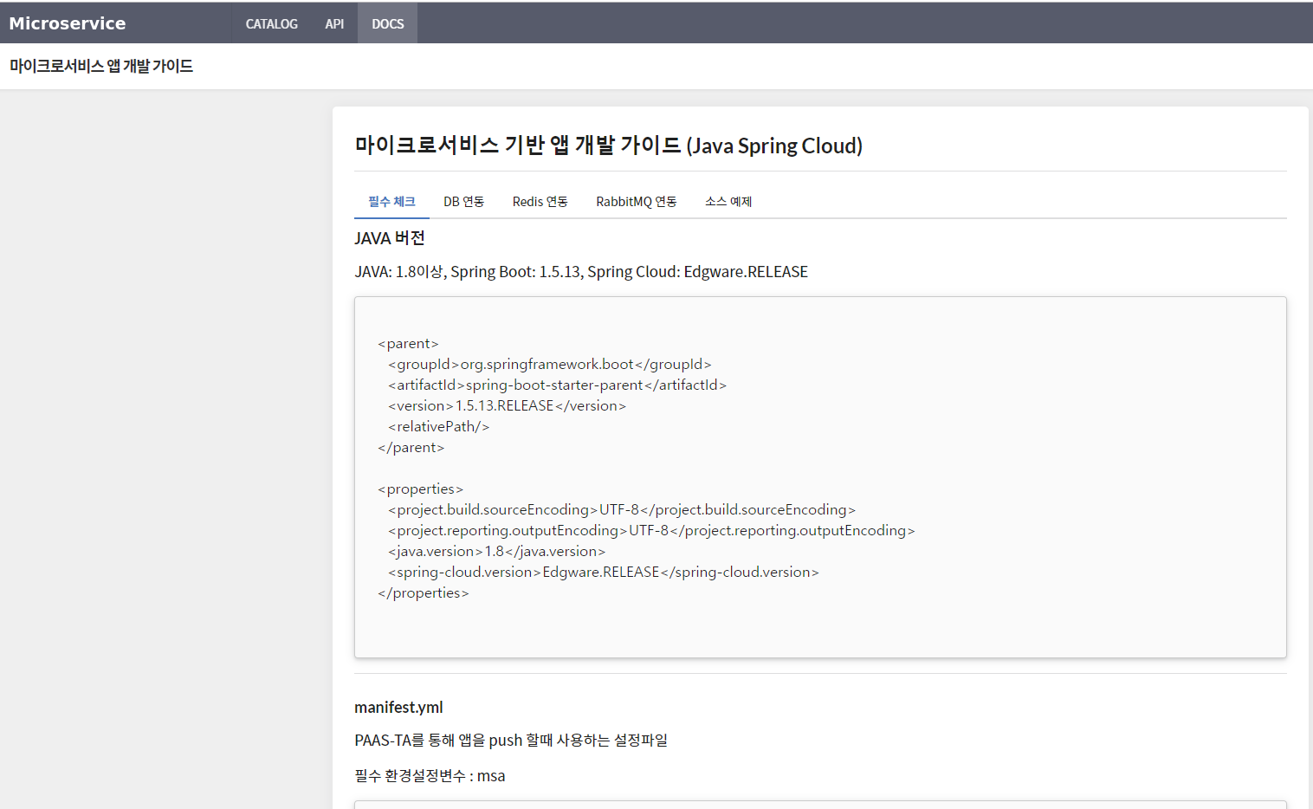 Microservice CATALOG API DOCS
마이크로서비스 앱 개발 가이드
마이크로서비스 기반 앱 개발 가이드 (Java Spring Cloud)
필수 체크 DB 연동 Redis 연동 RabbitMQ 연동 소스 예제
JAVA 버전
JAVA: 1.8이상, Spring Boot: 1.5.13, Spring Cloud: Edgware.RELEASE
<parent>
<groupId>org.springframework.boot</groupId>
<artifactId>spring-boot-starter-parent</artifactId>
<version>1.5.13.RELEASE</version>
<relativePath/>
</parent>
<properties>
<project.build.sourceEncoding>UTF-8</project.build.sourceEncoding>
<project.reporting.outputEncoding>UTF-8</project.reporting.outputEncoding>
<java.version>1.8</java.version>
<spring-cloud.version>Edgware.RELEASE</spring-cloud.version>
</properties>
manifest.yml
PAAS-TA를 통해 앱을 push 할때 사용하는 설정파일
필수 환경설정변수 : msa